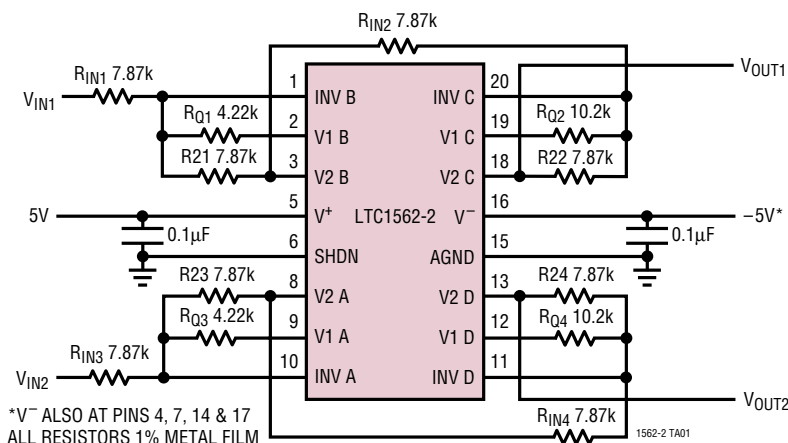 RIN2 7.87k
RIN1 7.87k
VIN1
1
INV B
INV C
20
VOUT1
RQ1 4.22k
2
V1 B
V1 C
19
RQ2 10.2k
R21 7.87k
3
V2 B
V2 C
18
R22 7.87k
5V
5
V+
LTC1562-2
V−
16
−5V*
0.1µF
6
SHDN
AGND
15
0.1µF
R23 7.87k
8
V2 A
V2 D
13
R24 7.87k
RQ3 4.22k
9
V1 A
V1 D
12
RQ4 10.2k
RIN3 7.87k
VIN2
10
INV A
INV D
11
VOUT2
*V− ALSO AT PINS 4, 7, 14 & 17
ALL RESISTORS 1% METAL FILM
RIN4 7.87k
1562-2 TA01